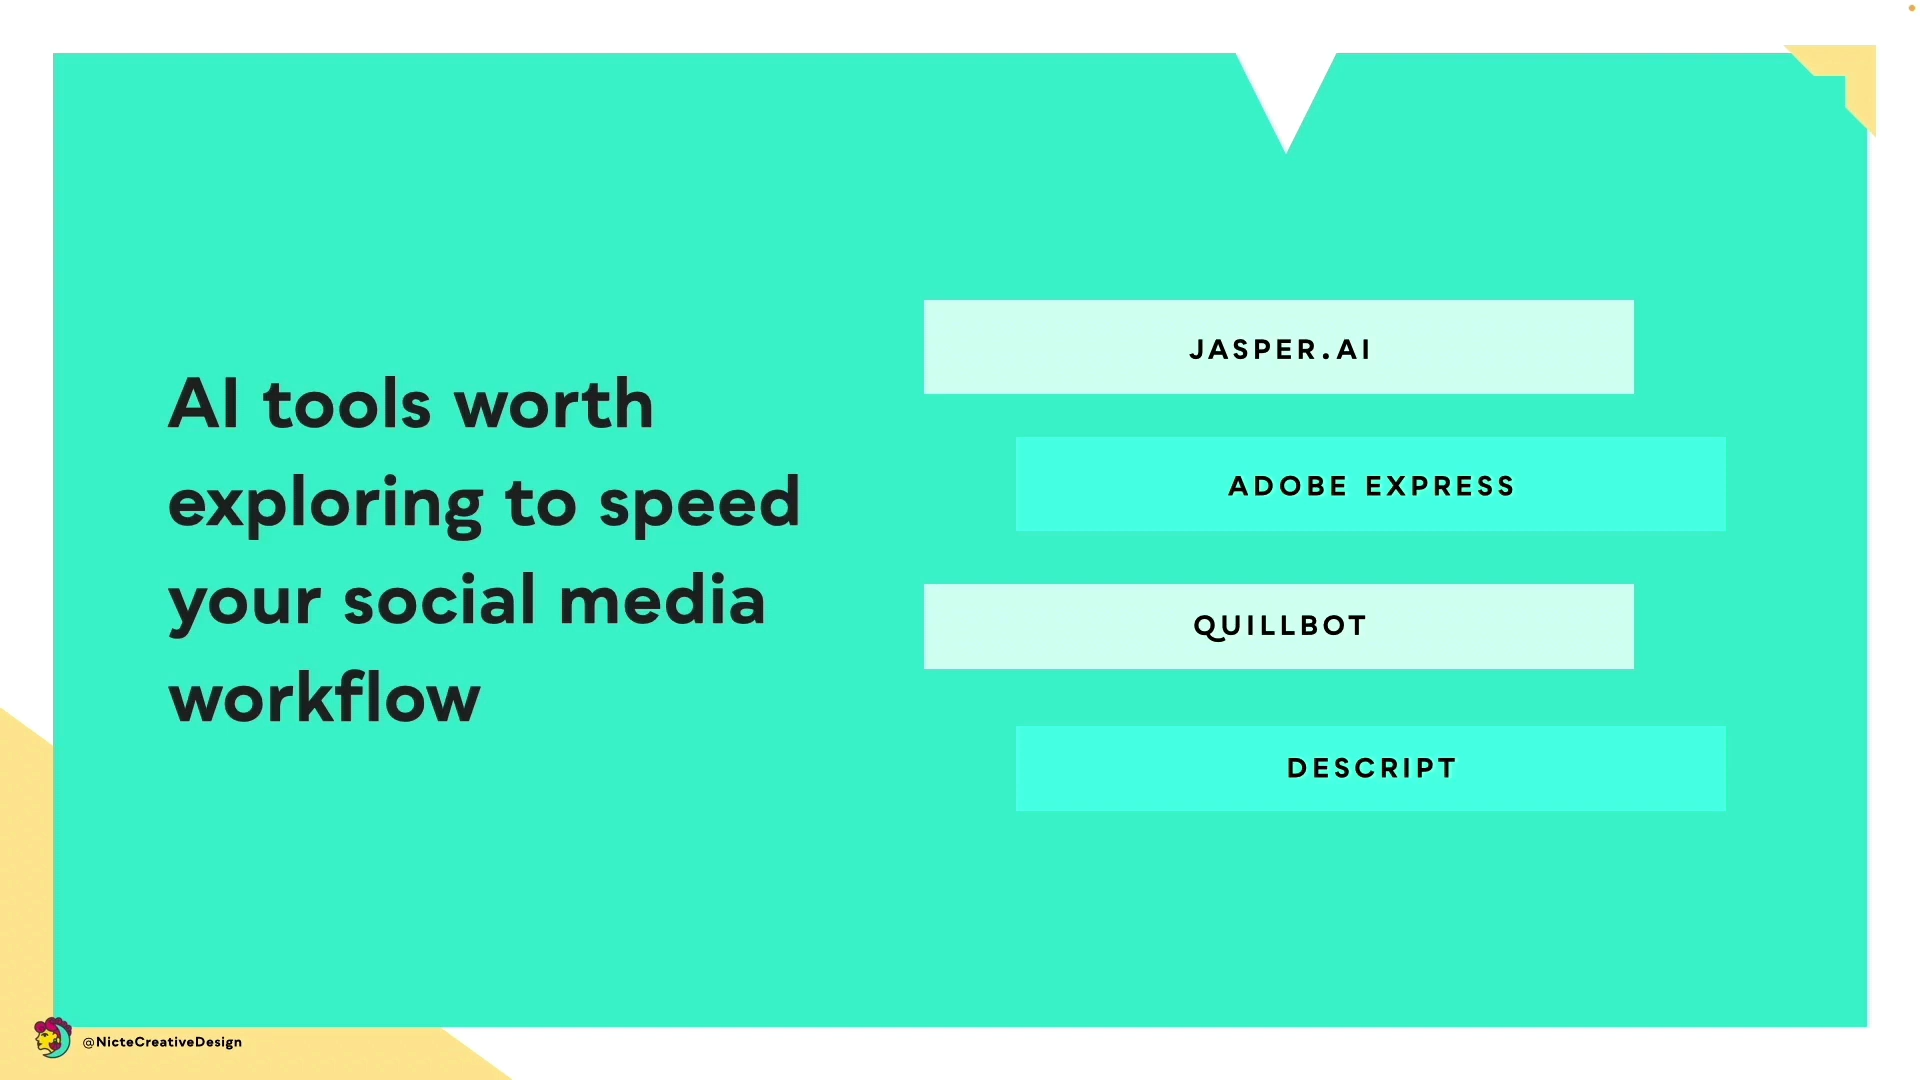 AI tools worth
exploring to speed
your social media
workflow
JASPER.AI
ADOBE EXPRESS
QUILLBOT
DESCRIPT
@NicteCreativeDesign